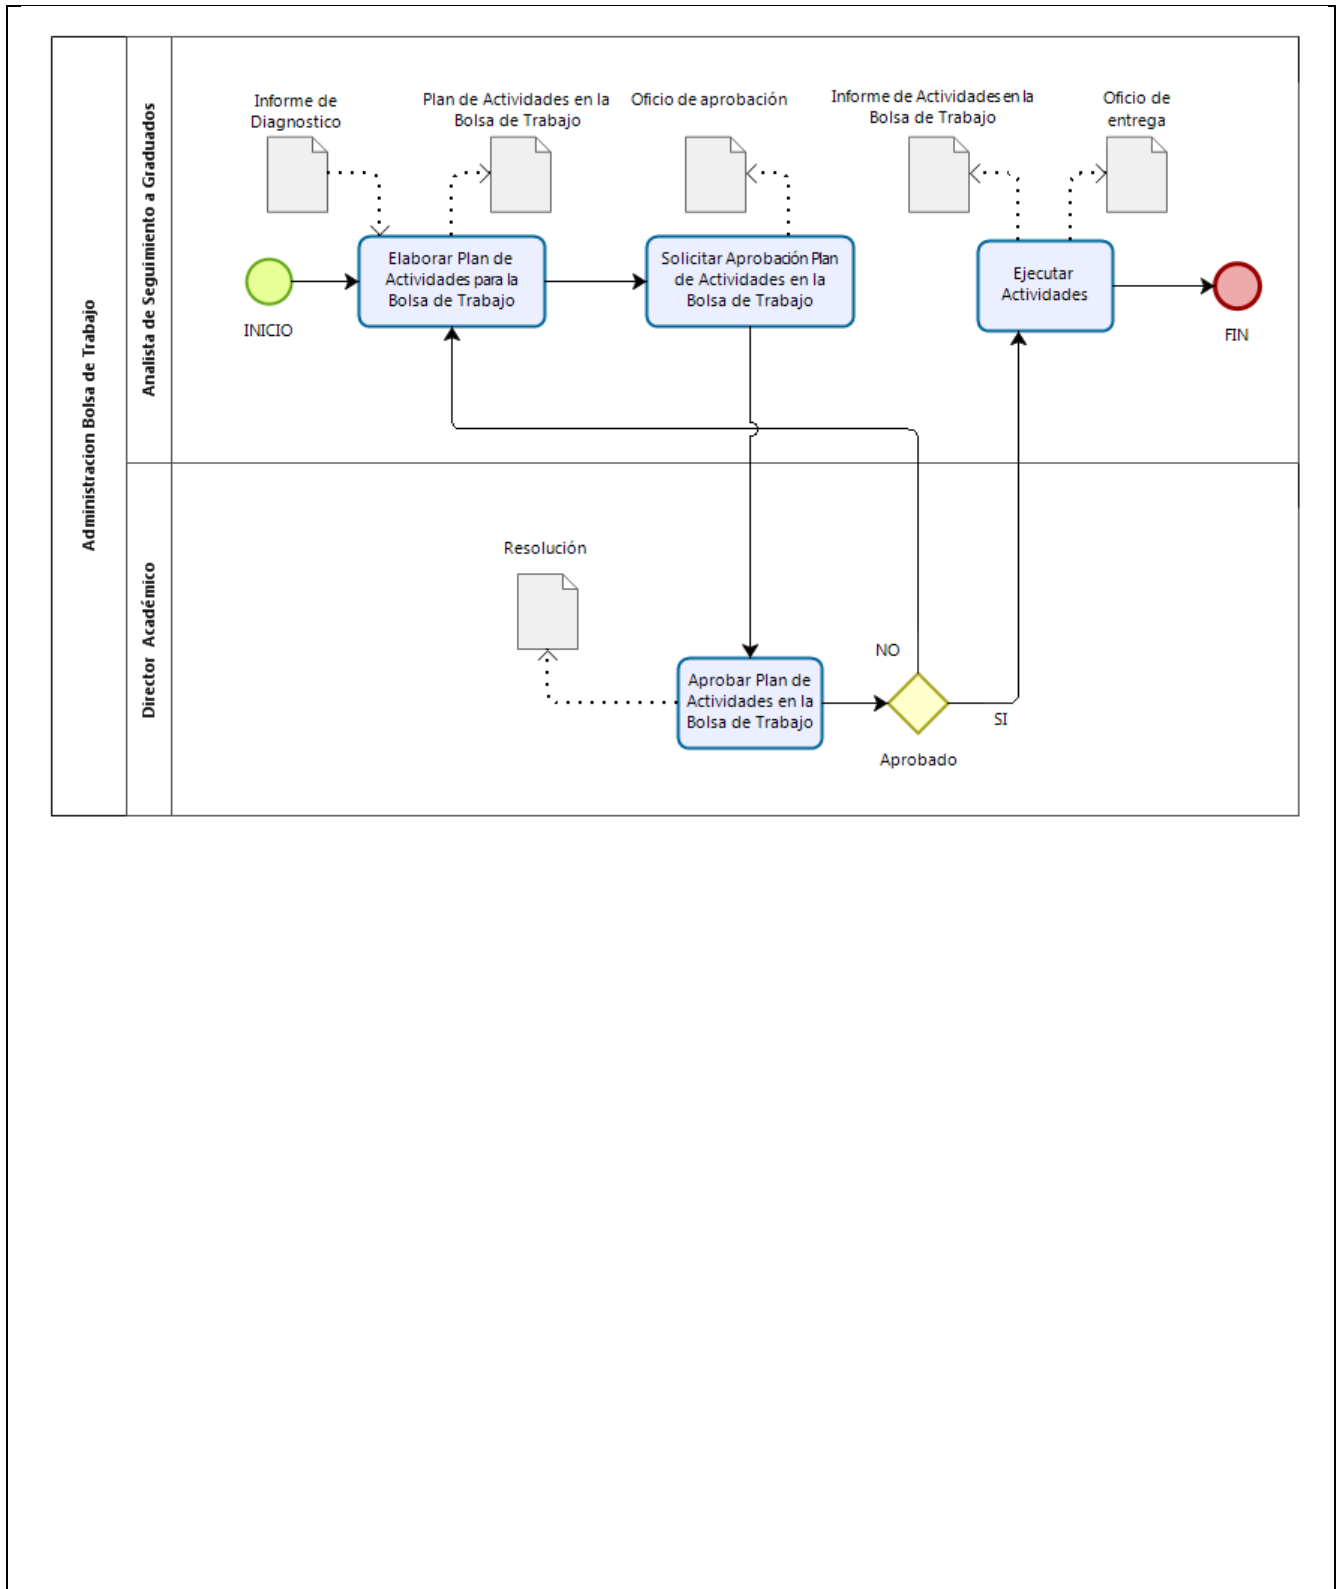 Administracion Bolsa de Trabajo
Analista de Seguimiento a Graduados
Informe de
Diagnostico
Plan de Actividades en la
Bolsa de Trabajo
Oficio de aprobación
Informe de Actividades en la
Bolsa de Trabajo
Oficio de
entrega
INICIO
Elaborar Plan de
Actividades para la
Bolsa de Trabajo
Solicitar Aprobación Plan
de Actividades en la
Bolsa de Trabajo
Ejecutar
Actividades
FIN
Director Académico
Resolución
Aprobar Plan de
Actividades en la
Bolsa de Trabajo
NO
SI
Aprobado